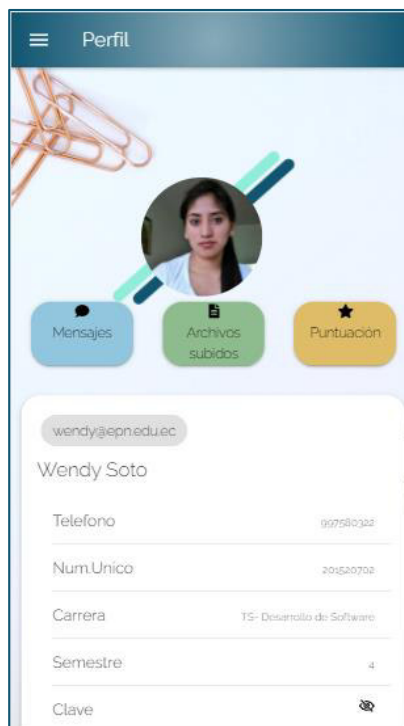 Perfil
Mensajes
Archivos
subidos
Puntuación
wendy@epn.edu.ec
Wendy Soto
Telefono 997580322
Num.Unico 201520702
Carrera TS- Desarrollo de Software
Semestre 4
Clave